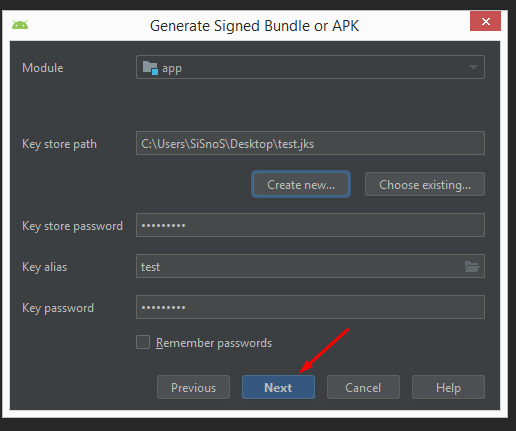 Generate Signed Bundle or APK
Module
app
Key store path
C:\Users\SiSnoS\Desktop\test.jks
Create new...
Choose existing...
Key store password
•••••••••
Key alias
test
Key password
•••••••••
Remember passwords
Previous
Next
Cancel
Help